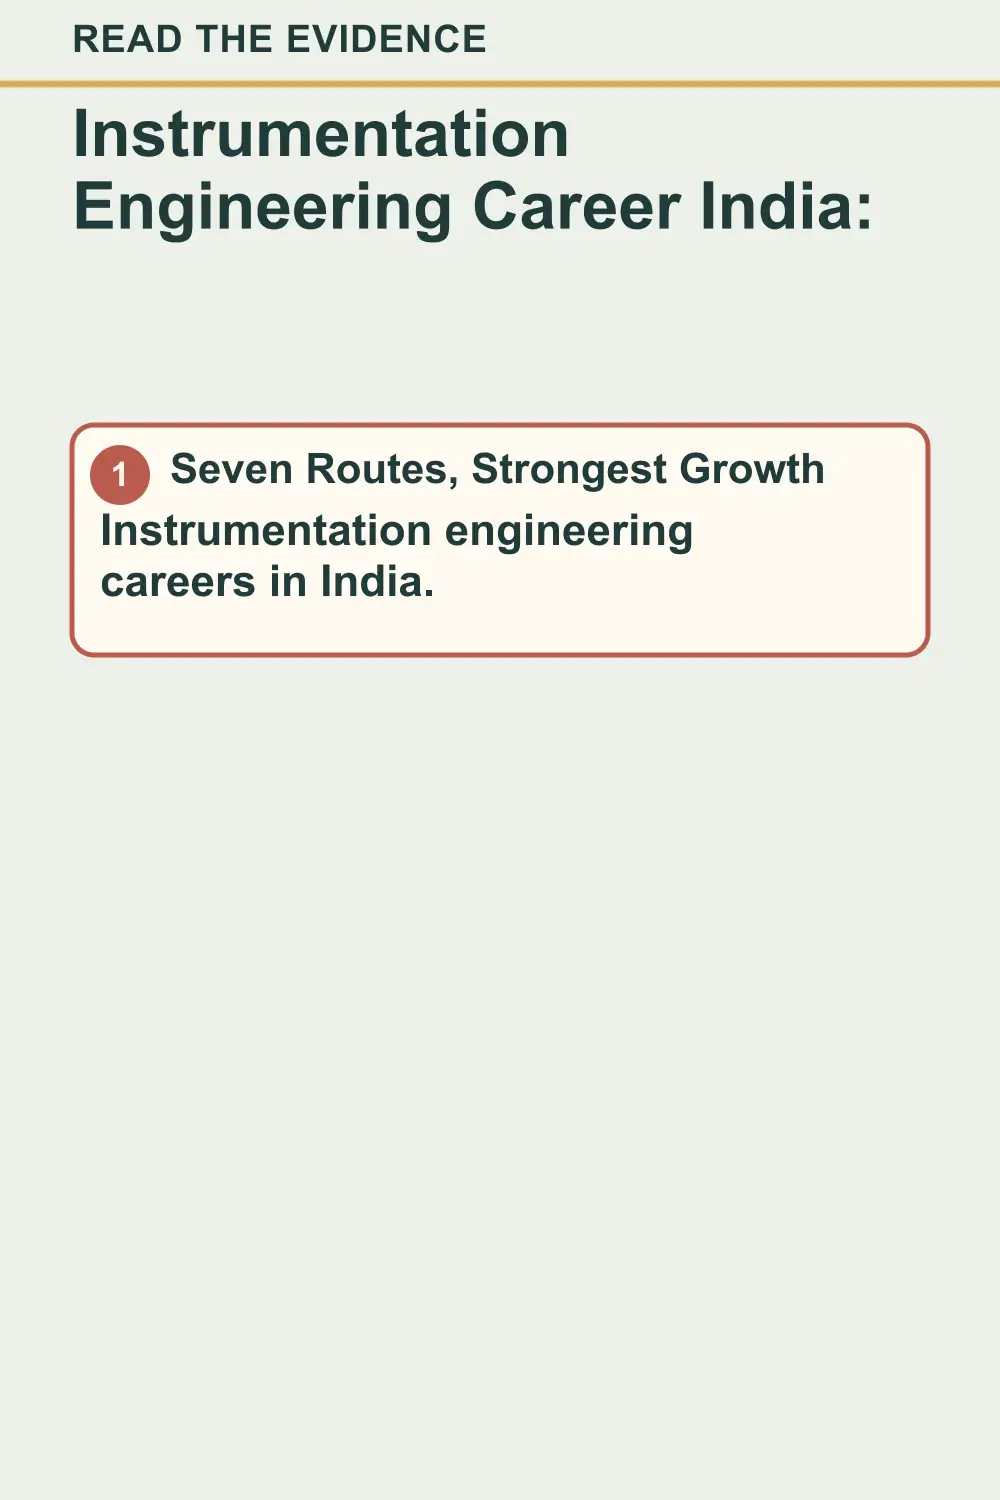 READ THE EVIDENCE
Instrumentation
Engineering Career India:
1 Seven Routes, Strongest Growth
Instrumentation engineering
careers in India.